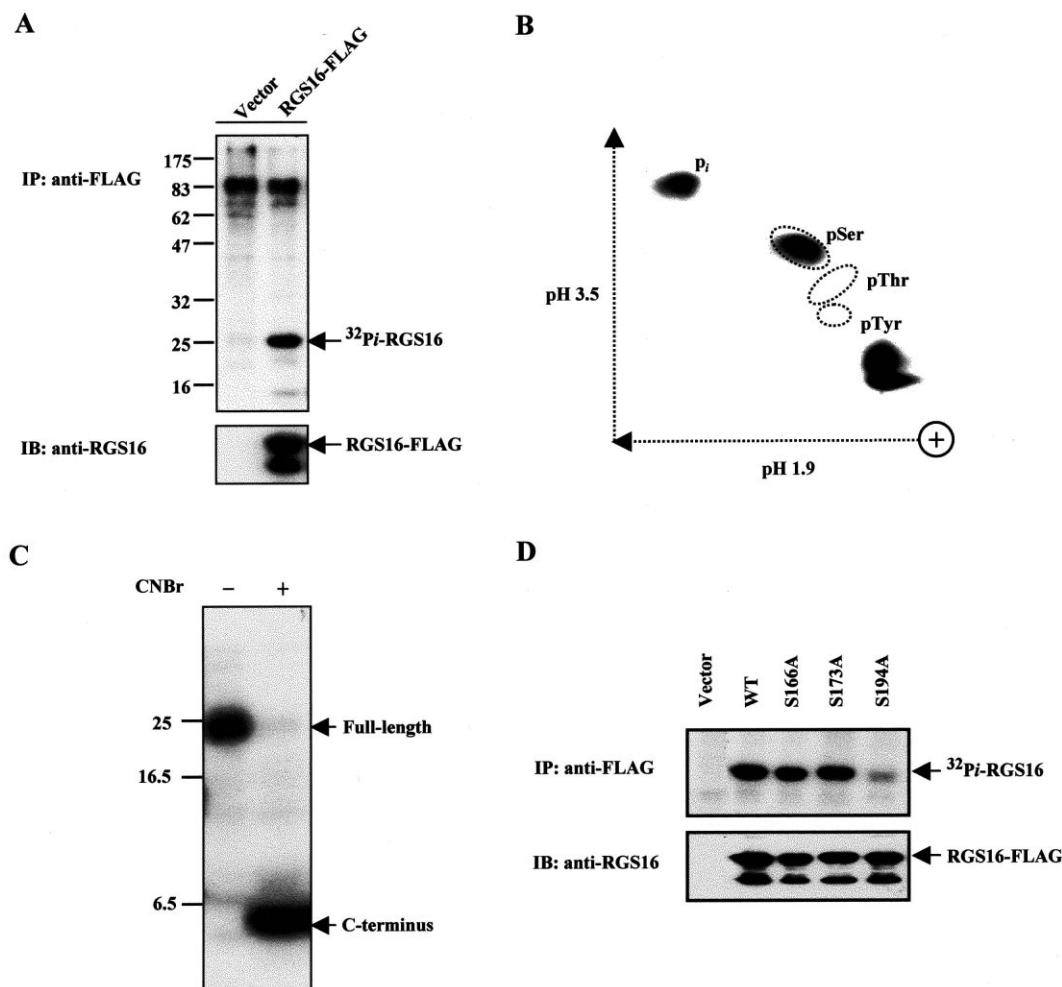 A
Vector
RGS16-FLAG
IP: anti-FLAG
175
83
62
47
32
25
16
³²Pi-RGS16
IB: anti-RGS16
RGS16-FLAG
B
pi
pSer
pThr
pTyr
pH 3.5
+
pH 1.9
C
CNBr - +
25
16.5
6.5
Full-length
C-terminus
D
Vector
WT
S166A
S173A
S194A
IP: anti-FLAG
³²Pi-RGS16
IB: anti-RGS16
RGS16-FLAG